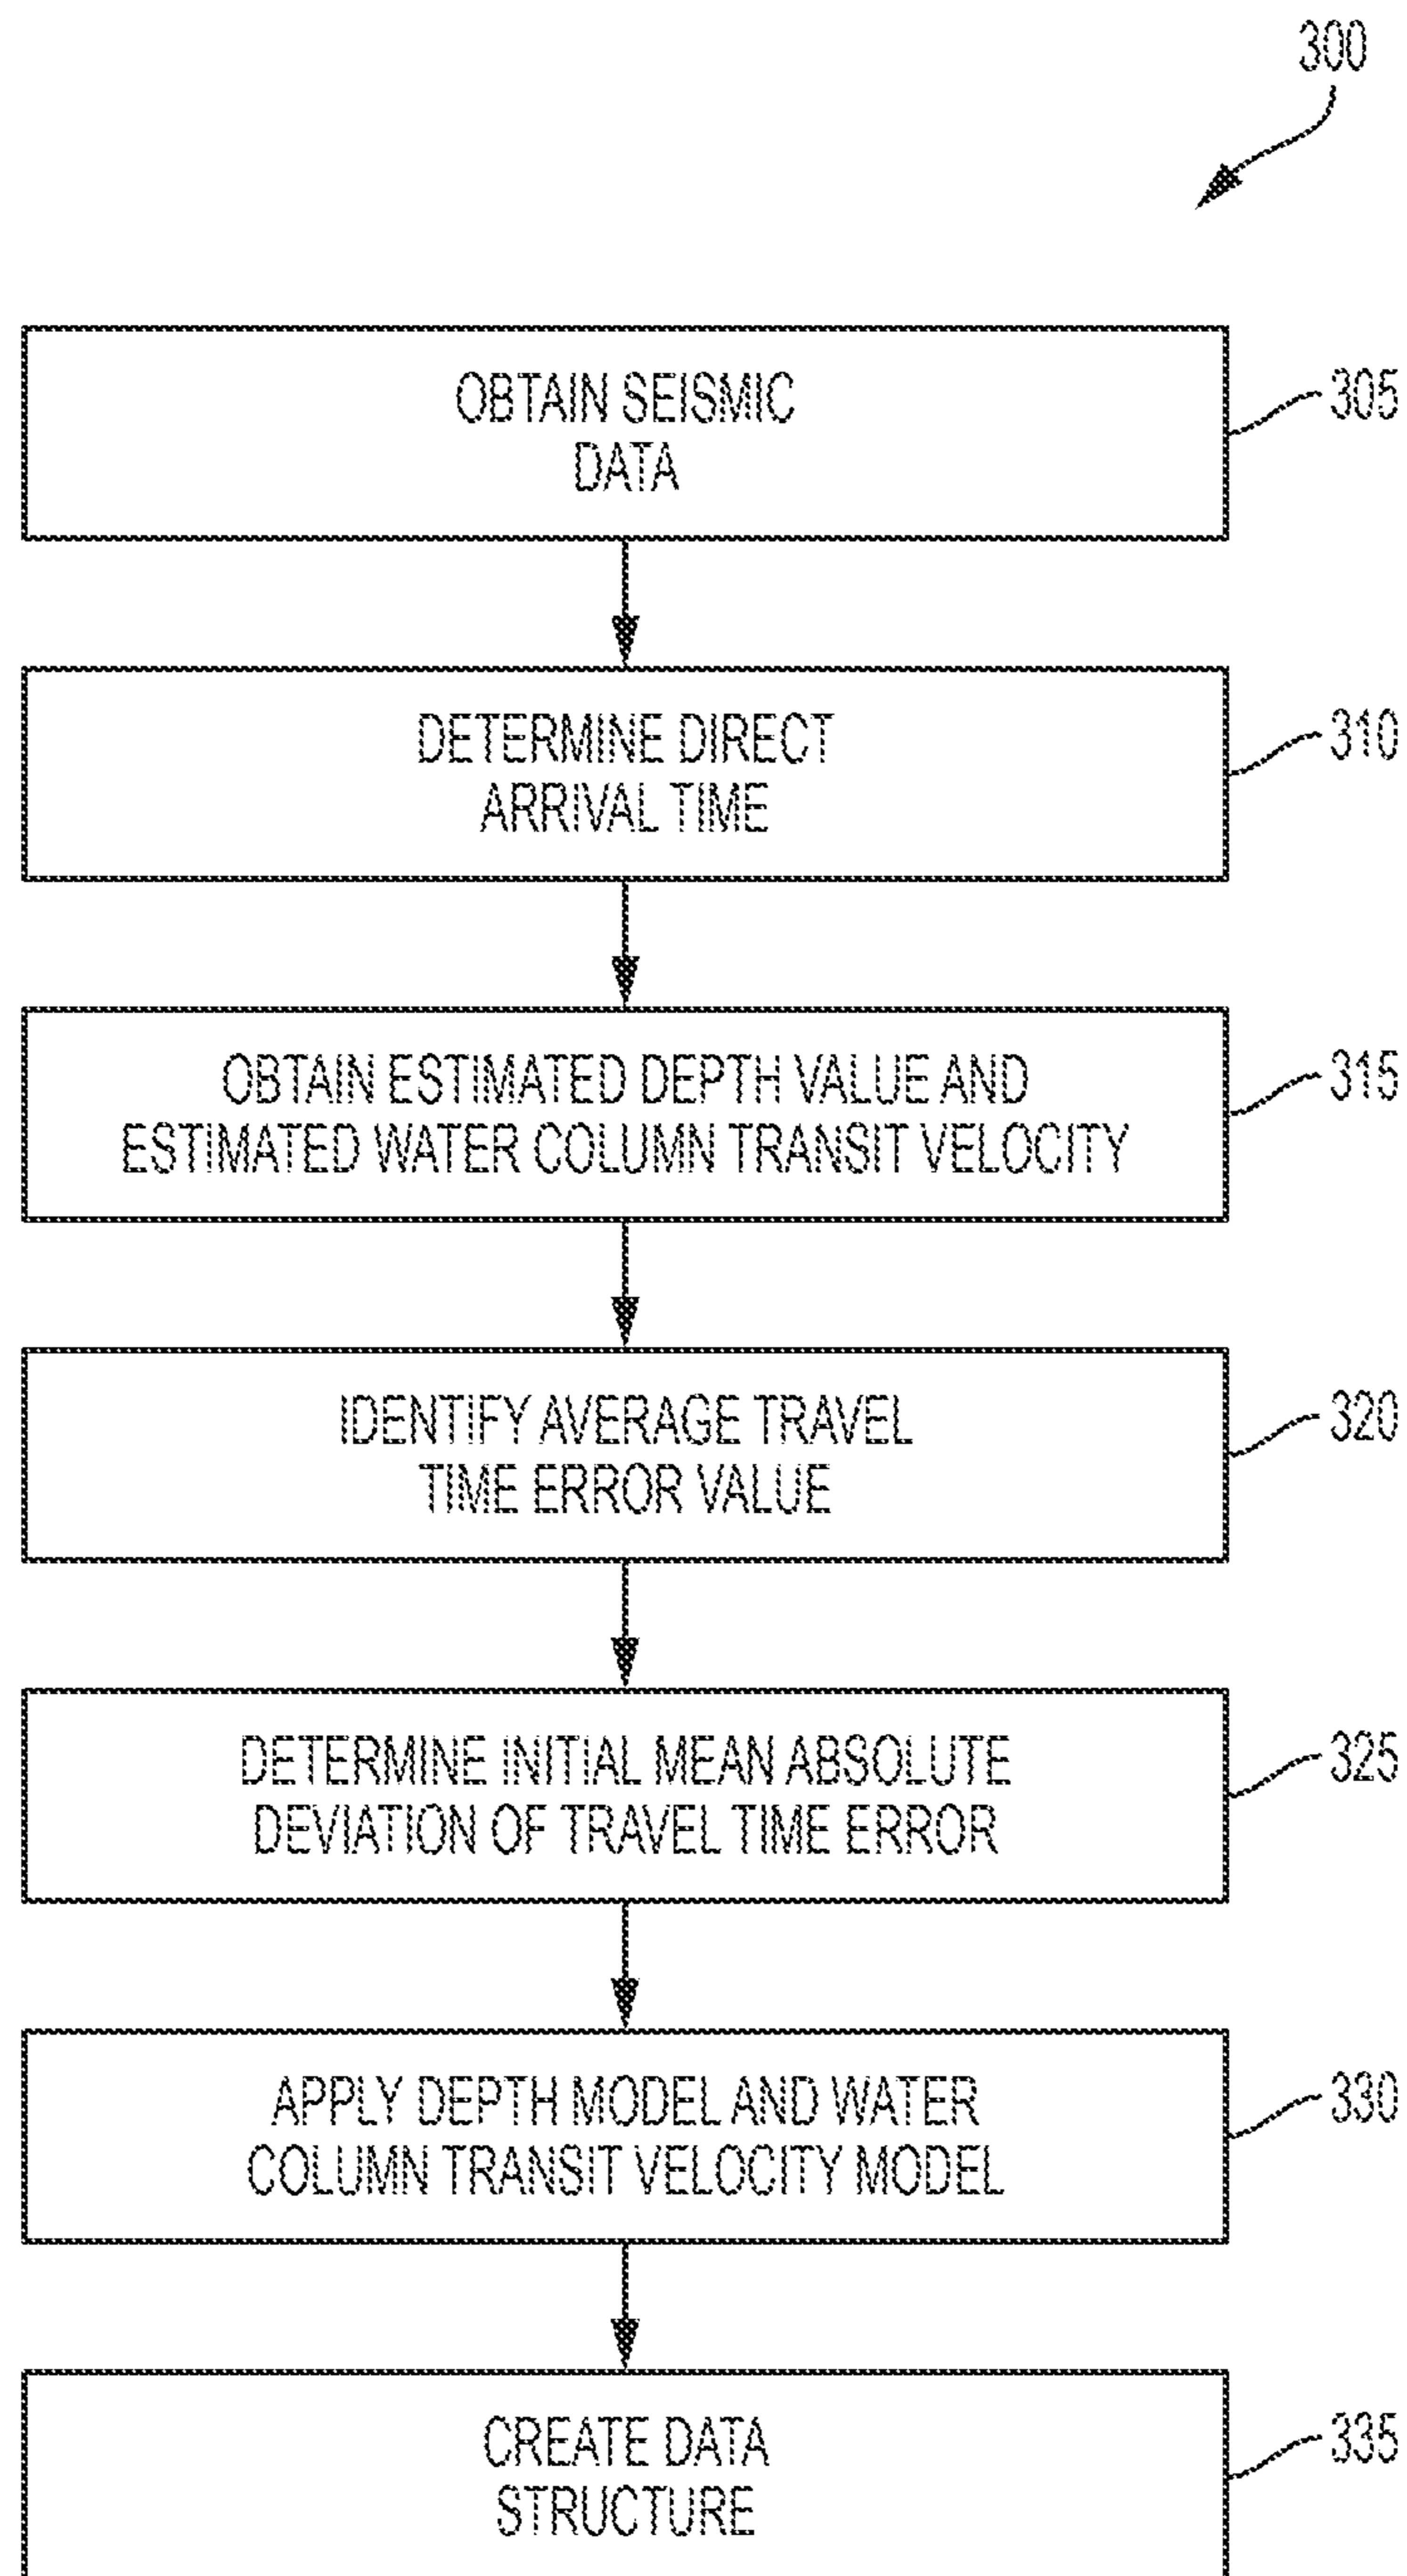 300
OBTAIN SEISMIC
DATA
305
DETERMINE DIRECT
ARRIVAL TIME
310
OBTAIN ESTIMATED DEPTH VALUE AND
ESTIMATED WATER COLUMN TRANSIT VELOCITY
315
IDENTIFY AVERAGE TRAVEL
TIME ERROR VALUE
320
DETERMINE INITIAL MEAN ABSOLUTE
DEVIATION OF TRAVEL TIME ERROR
325
APPLY DEPTH MODEL AND WATER
COLUMN TRANSIT VELOCITY MODEL
330
CREATE DATA
STRUCTURE
335